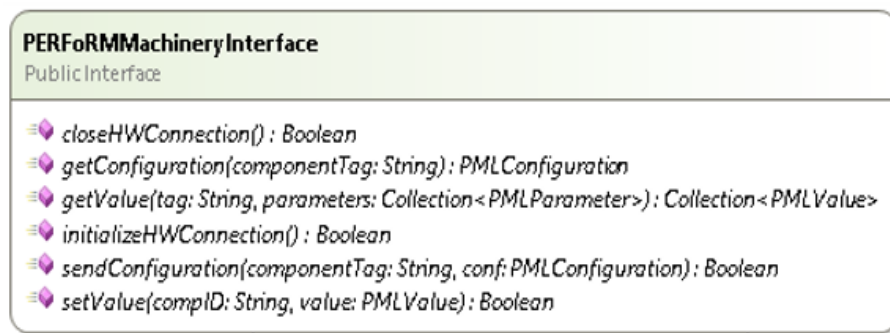 PERFoRMMachineryInterface
Public Interface
closeHWConnection() : Boolean
getConfiguration(componentTag: String) : PMLConfiguration
getValue(tag: String, parameters: Collection<PMLParameter>) : Collection<PMLValue>
initializeHWConnection() : Boolean
sendConfiguration(componentTag: String, conf: PMLConfiguration) : Boolean
setValue(compID: String, value: PMLValue) : Boolean